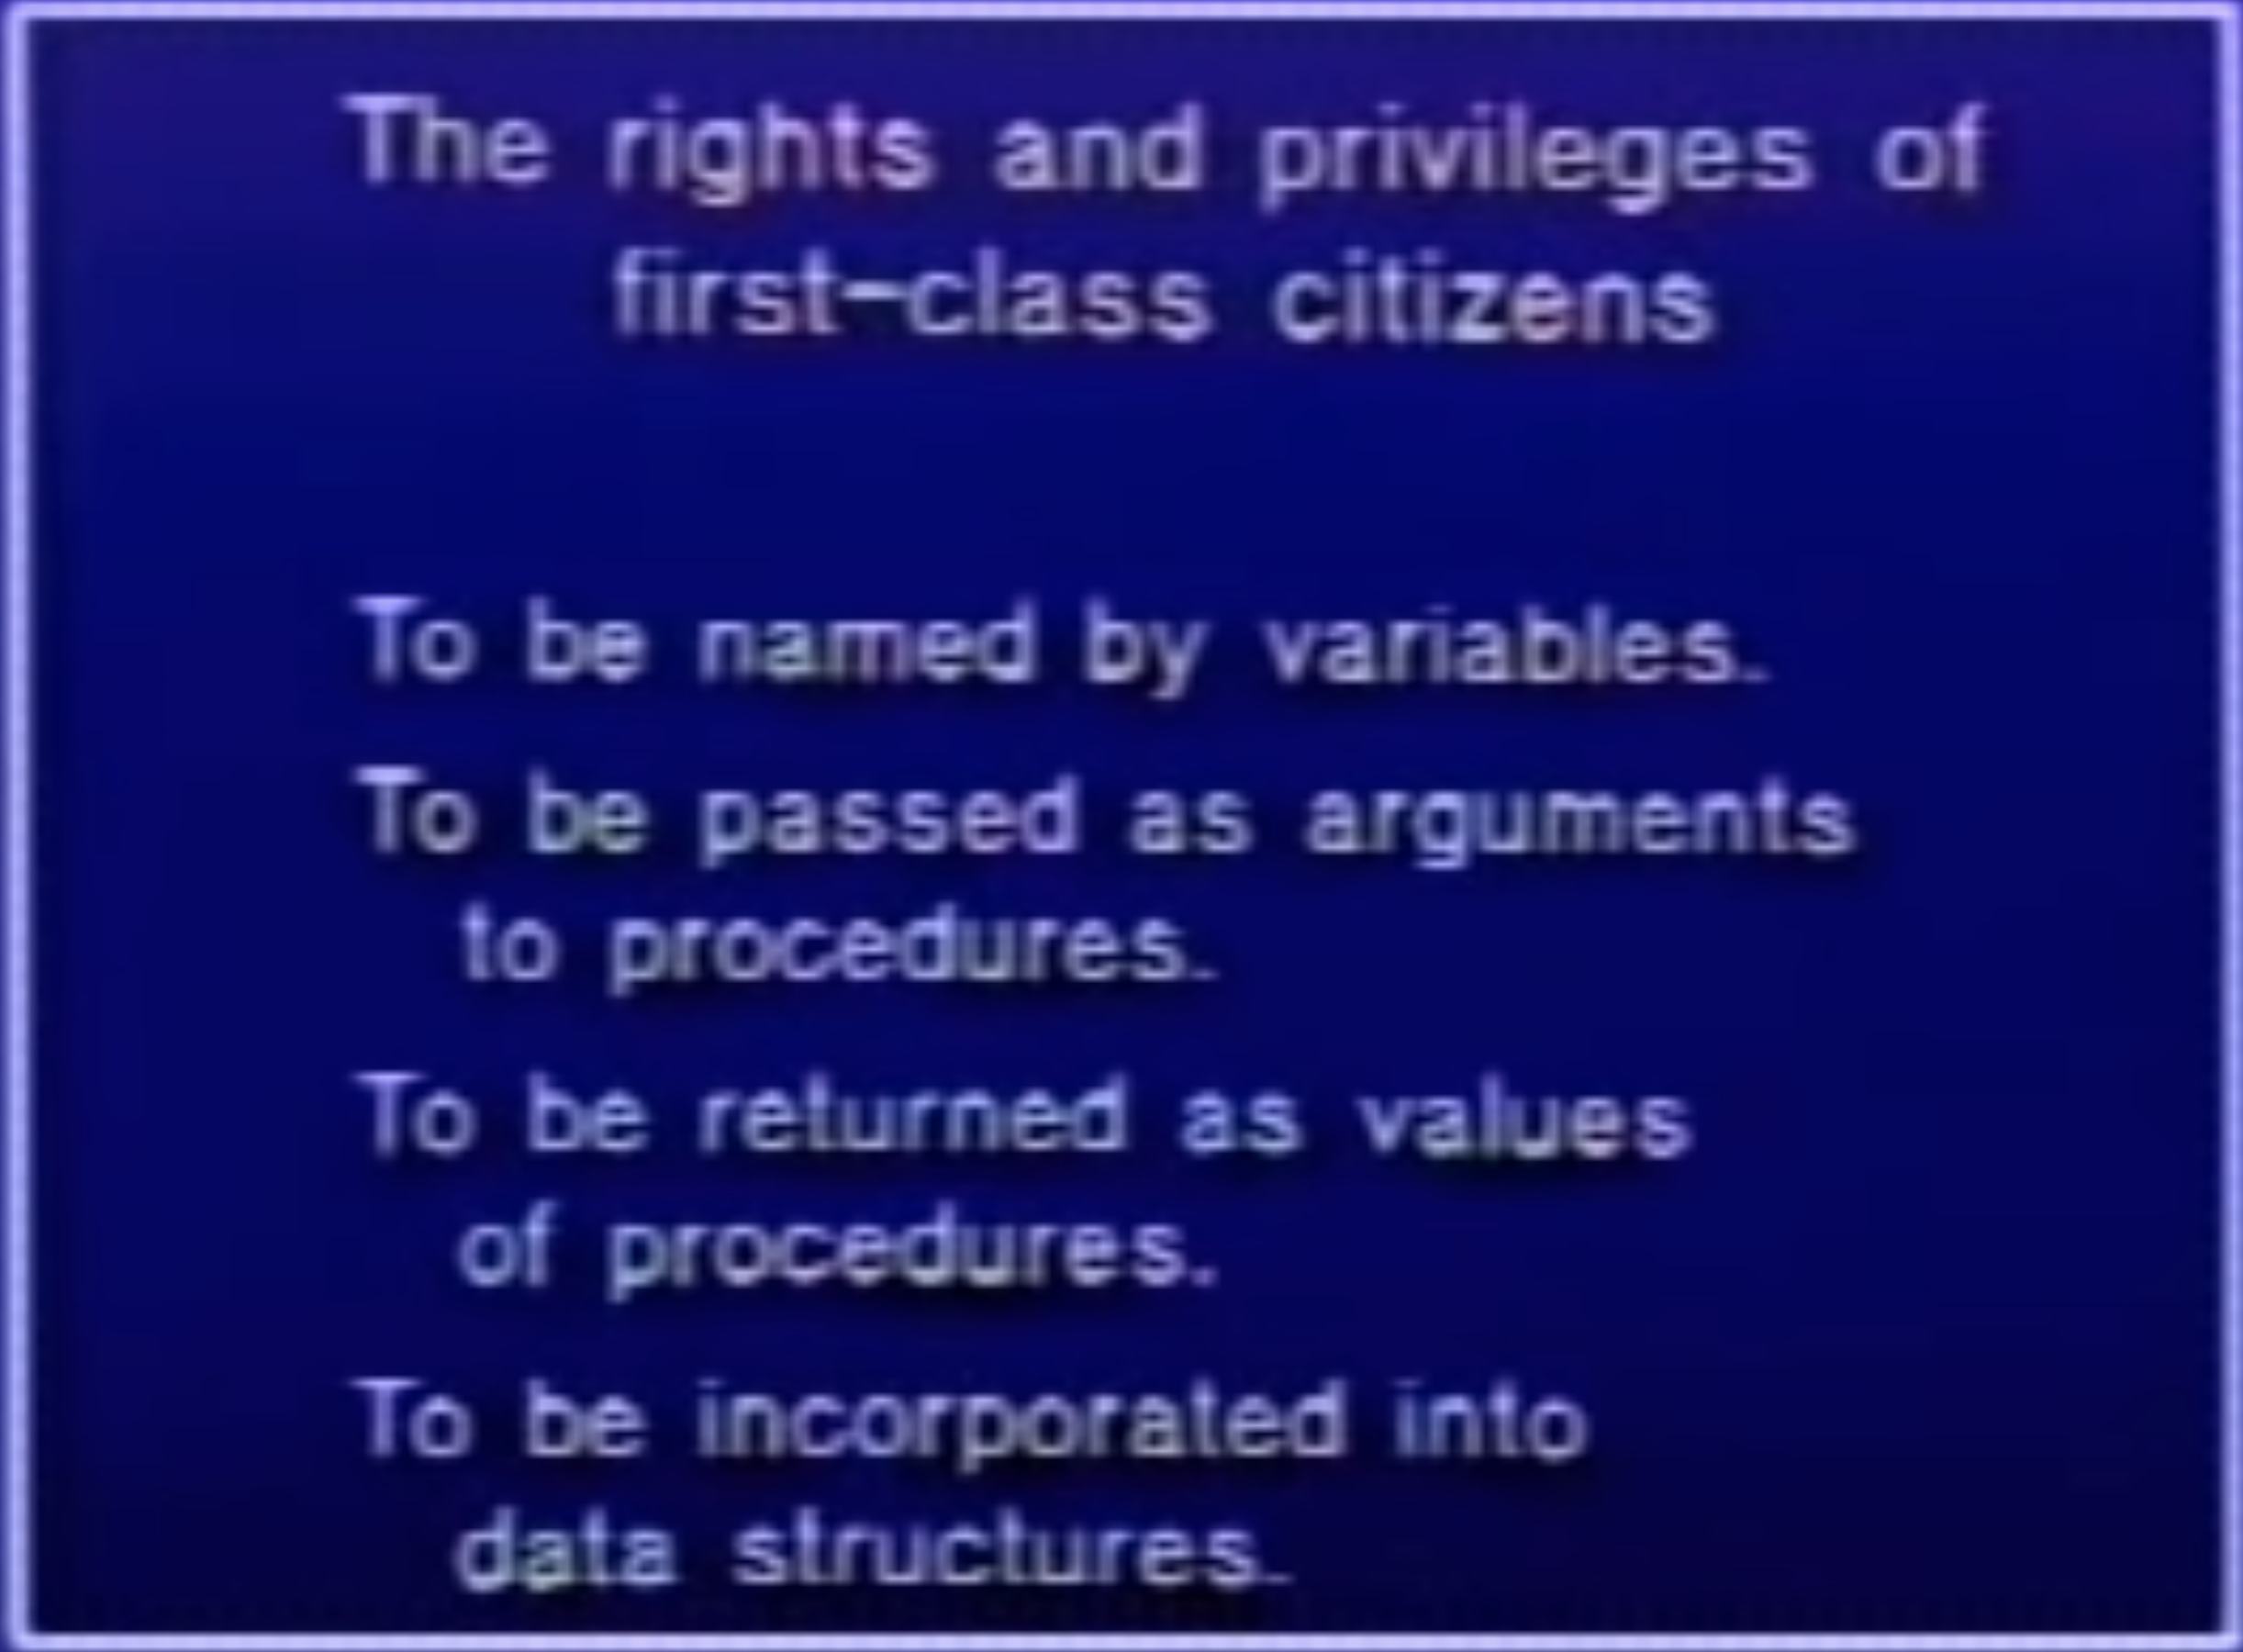 The rights and privileges of
first-class citizens
To be named by variables.
To be passed as arguments
to procedures.
To be returned as values
of procedures.
To be incorporated into
data structures.